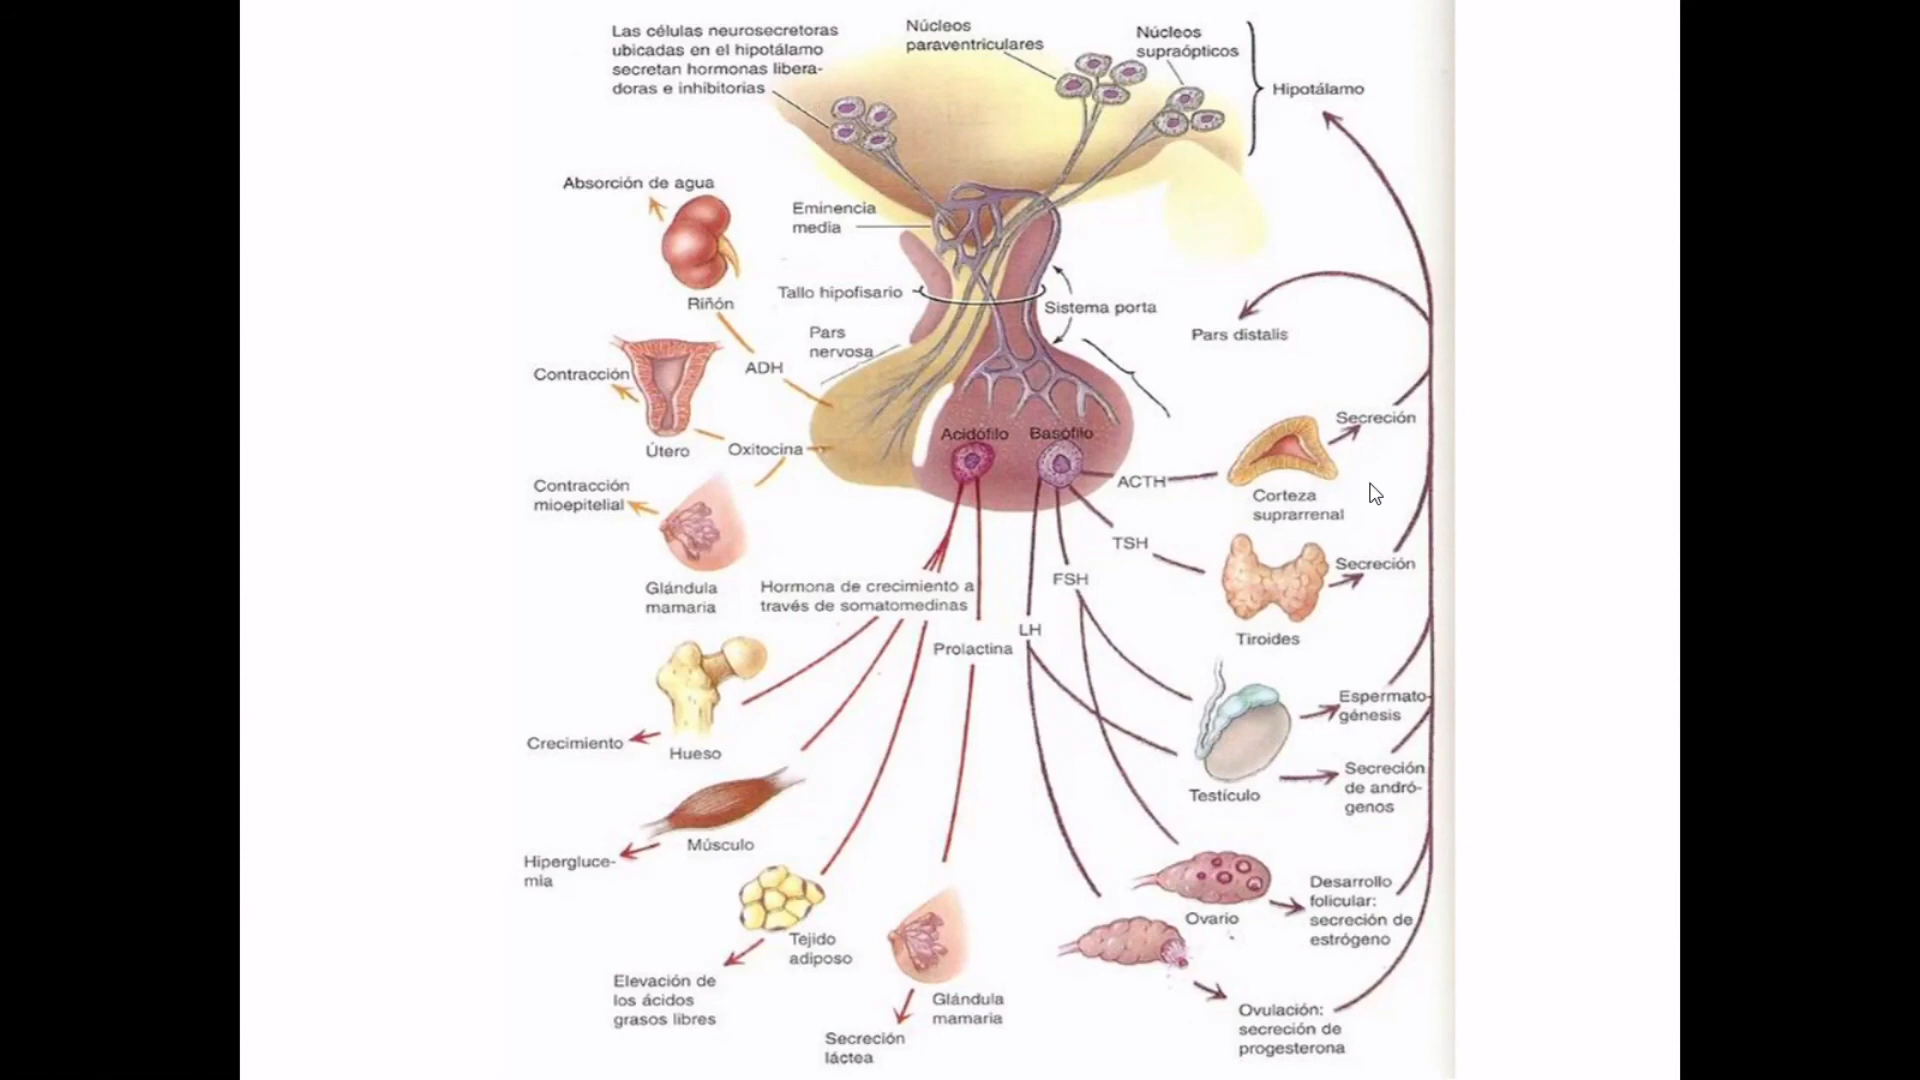 Las células neurosecretoras
ubicadas en el hipotálamo
secretan hormonas libera-
doras e inhibitorias
Núcleos
paraventriculares
Núcleos
supraópticos
Hipotálamo
Absorción de agua
Eminencia
media
Riñón
Tallo hipofisario
Sistema porta
Pars
nervosa
Pars distalis
ADH
Contracción
Útero
Oxitocina
Acidófilo
Basófilo
Secreción
ACTH
Corteza
suprarrenal
Contracción
mioepitelial
TSH
Secreción
FSH
Glándula
mamaria
Hormona de crecimiento a
través de somatomedinas
LH
Tiroides
Prolactina
Espermato-
génesis
Crecimiento
Hueso
Testículo
Secreción
de andró-
genos
Músculo
Hipergluce-
mia
Tejido
adiposo
Ovario
Desarrollo
folicular:
secreción de
estrógeno
Elevación de
los ácidos
grasos libres
Glándula
mamaria
Secreción
láctea
Ovulación:
secreción de
progesterona